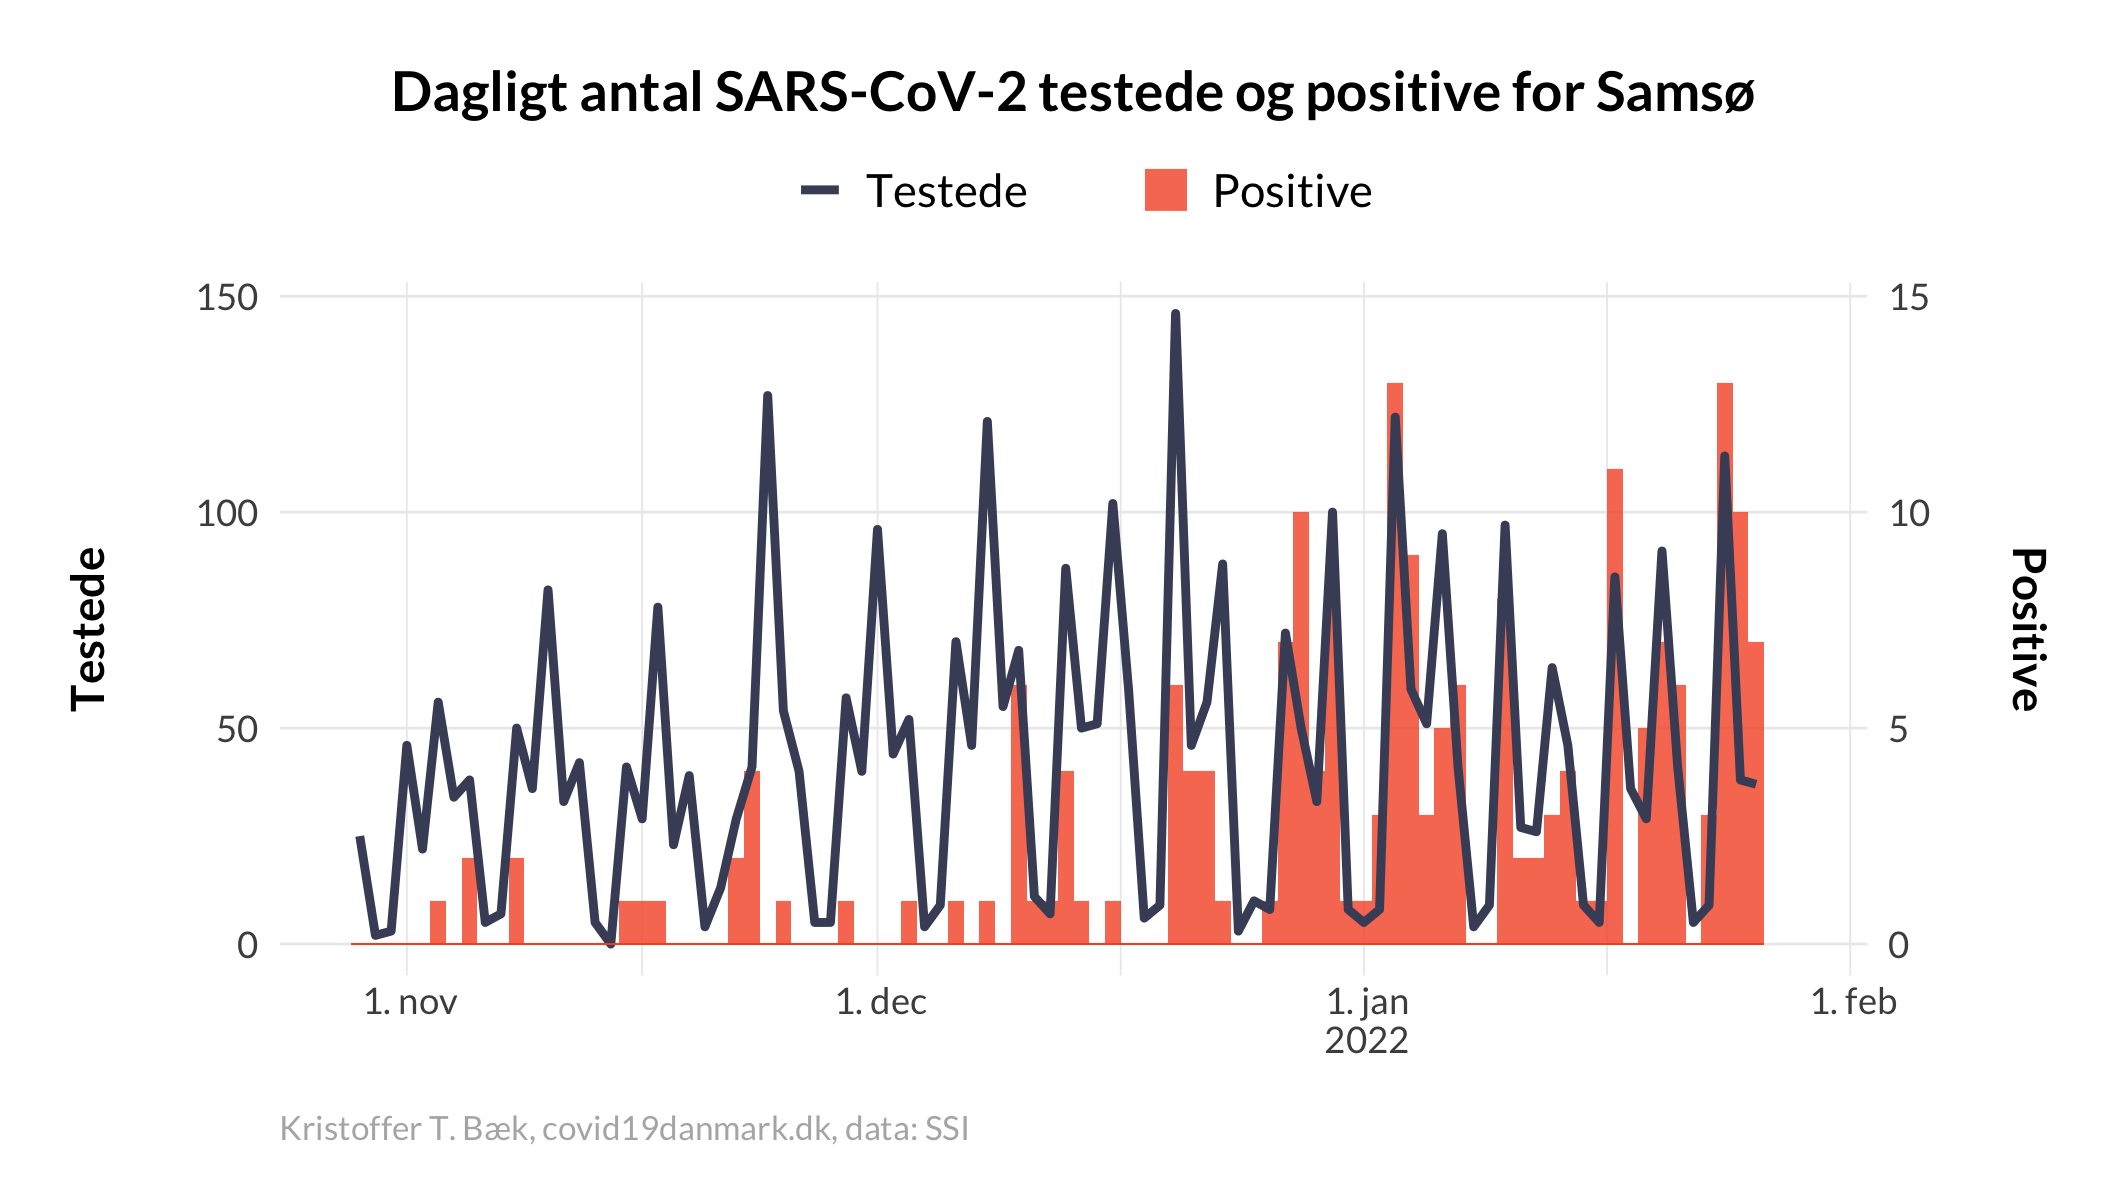 Dagligt antal SARS-CoV-2 testede og positive for Samsø
Testede
Positive
150
100
50
0
Testede
15
10
5
0
Positive
1. nov
1. dec
1. jan
2022
1. feb
Kristoffer T. Bæk, covid19danmark.dk, data: SSI